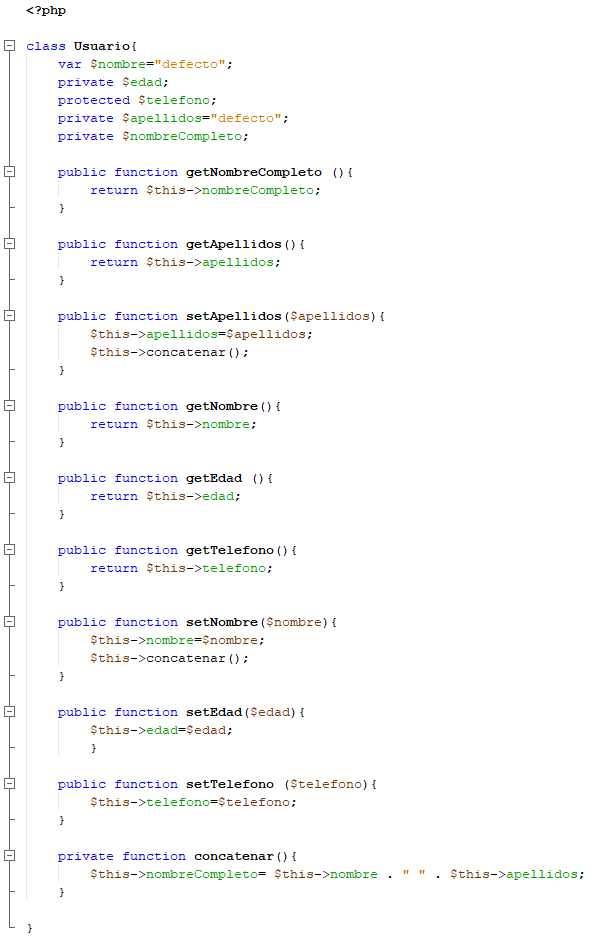 <?php
class Usuario{
    var $nombre="defecto";
    private $edad;
    protected $telefono;
    private $apellidos="defecto";
    private $nombreCompleto;
    public function getNombreCompleto (){
        return $this->nombreCompleto;
    }
    public function getApellidos(){
        return $this->apellidos;
    }
    public function setApellidos($apellidos){
        $this->apellidos=$apellidos;
        $this->concatenar();
    }
    public function getNombre(){
        return $this->nombre;
    }
    public function getEdad (){
        return $this->edad;
    }
    public function getTelefono(){
        return $this->telefono;
    }
    public function setNombre($nombre){
        $this->nombre=$nombre;
        $this->concatenar();
    }
    public function setEdad($edad){
        $this->edad=$edad;
        }
    public function setTelefono ($telefono){
        $this->telefono=$telefono;
    }
    private function concatenar(){
        $this->nombreCompleto= $this->nombre . " " . $this->apellidos;
    }
}